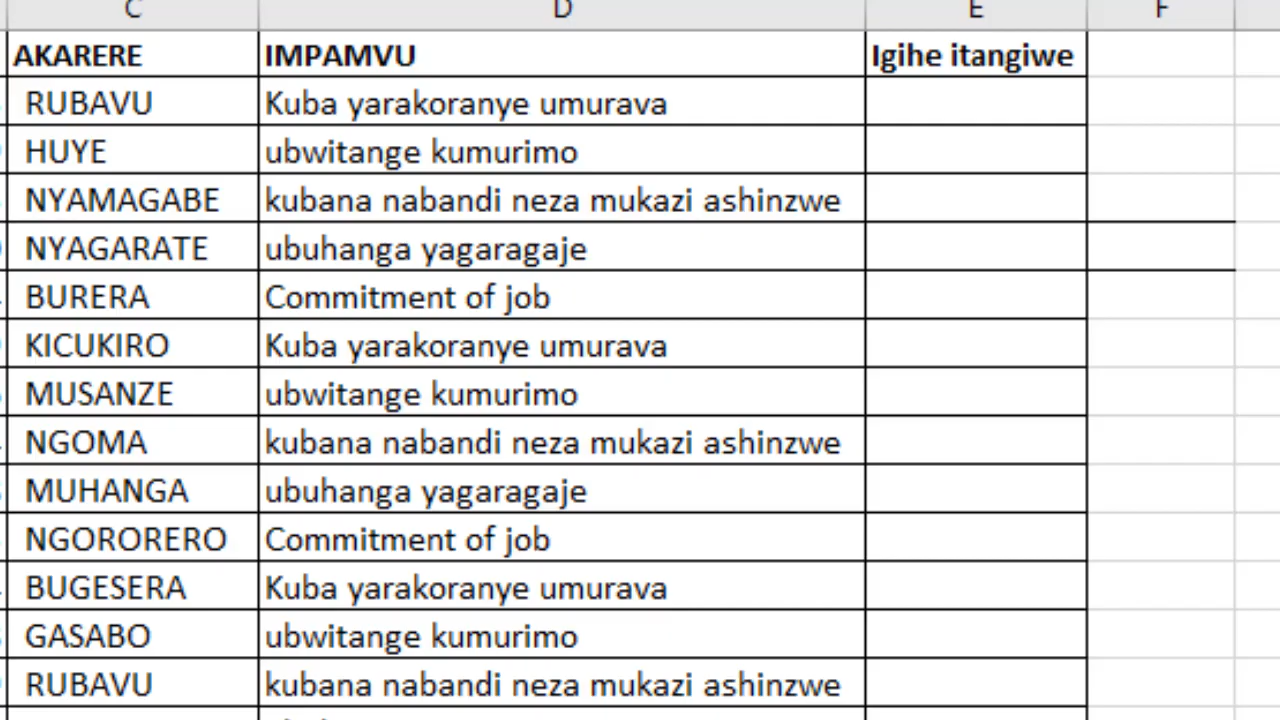 C D E F
AKARERE IMPAMVU Igihe itangiwe
RUBAVU Kuba yarakoranye umurava
HUYE ubwitange kumurimo
NYAMAGABE kubana nabandi neza mukazi ashinzwe
NYAGARATE ubuhanga yagaragaje
BURERA Commitment of job
KICUKIRO Kuba yarakoranye umurava
MUSANZE ubwitange kumurimo
NGOMA kubana nabandi neza mukazi ashinzwe
MUHANGA ubuhanga yagaragaje
NGORORERO Commitment of job
BUGESERA Kuba yarakoranye umurava
GASABO ubwitange kumurimo
RUBAVU kubana nabandi neza mukazi ashinzwe